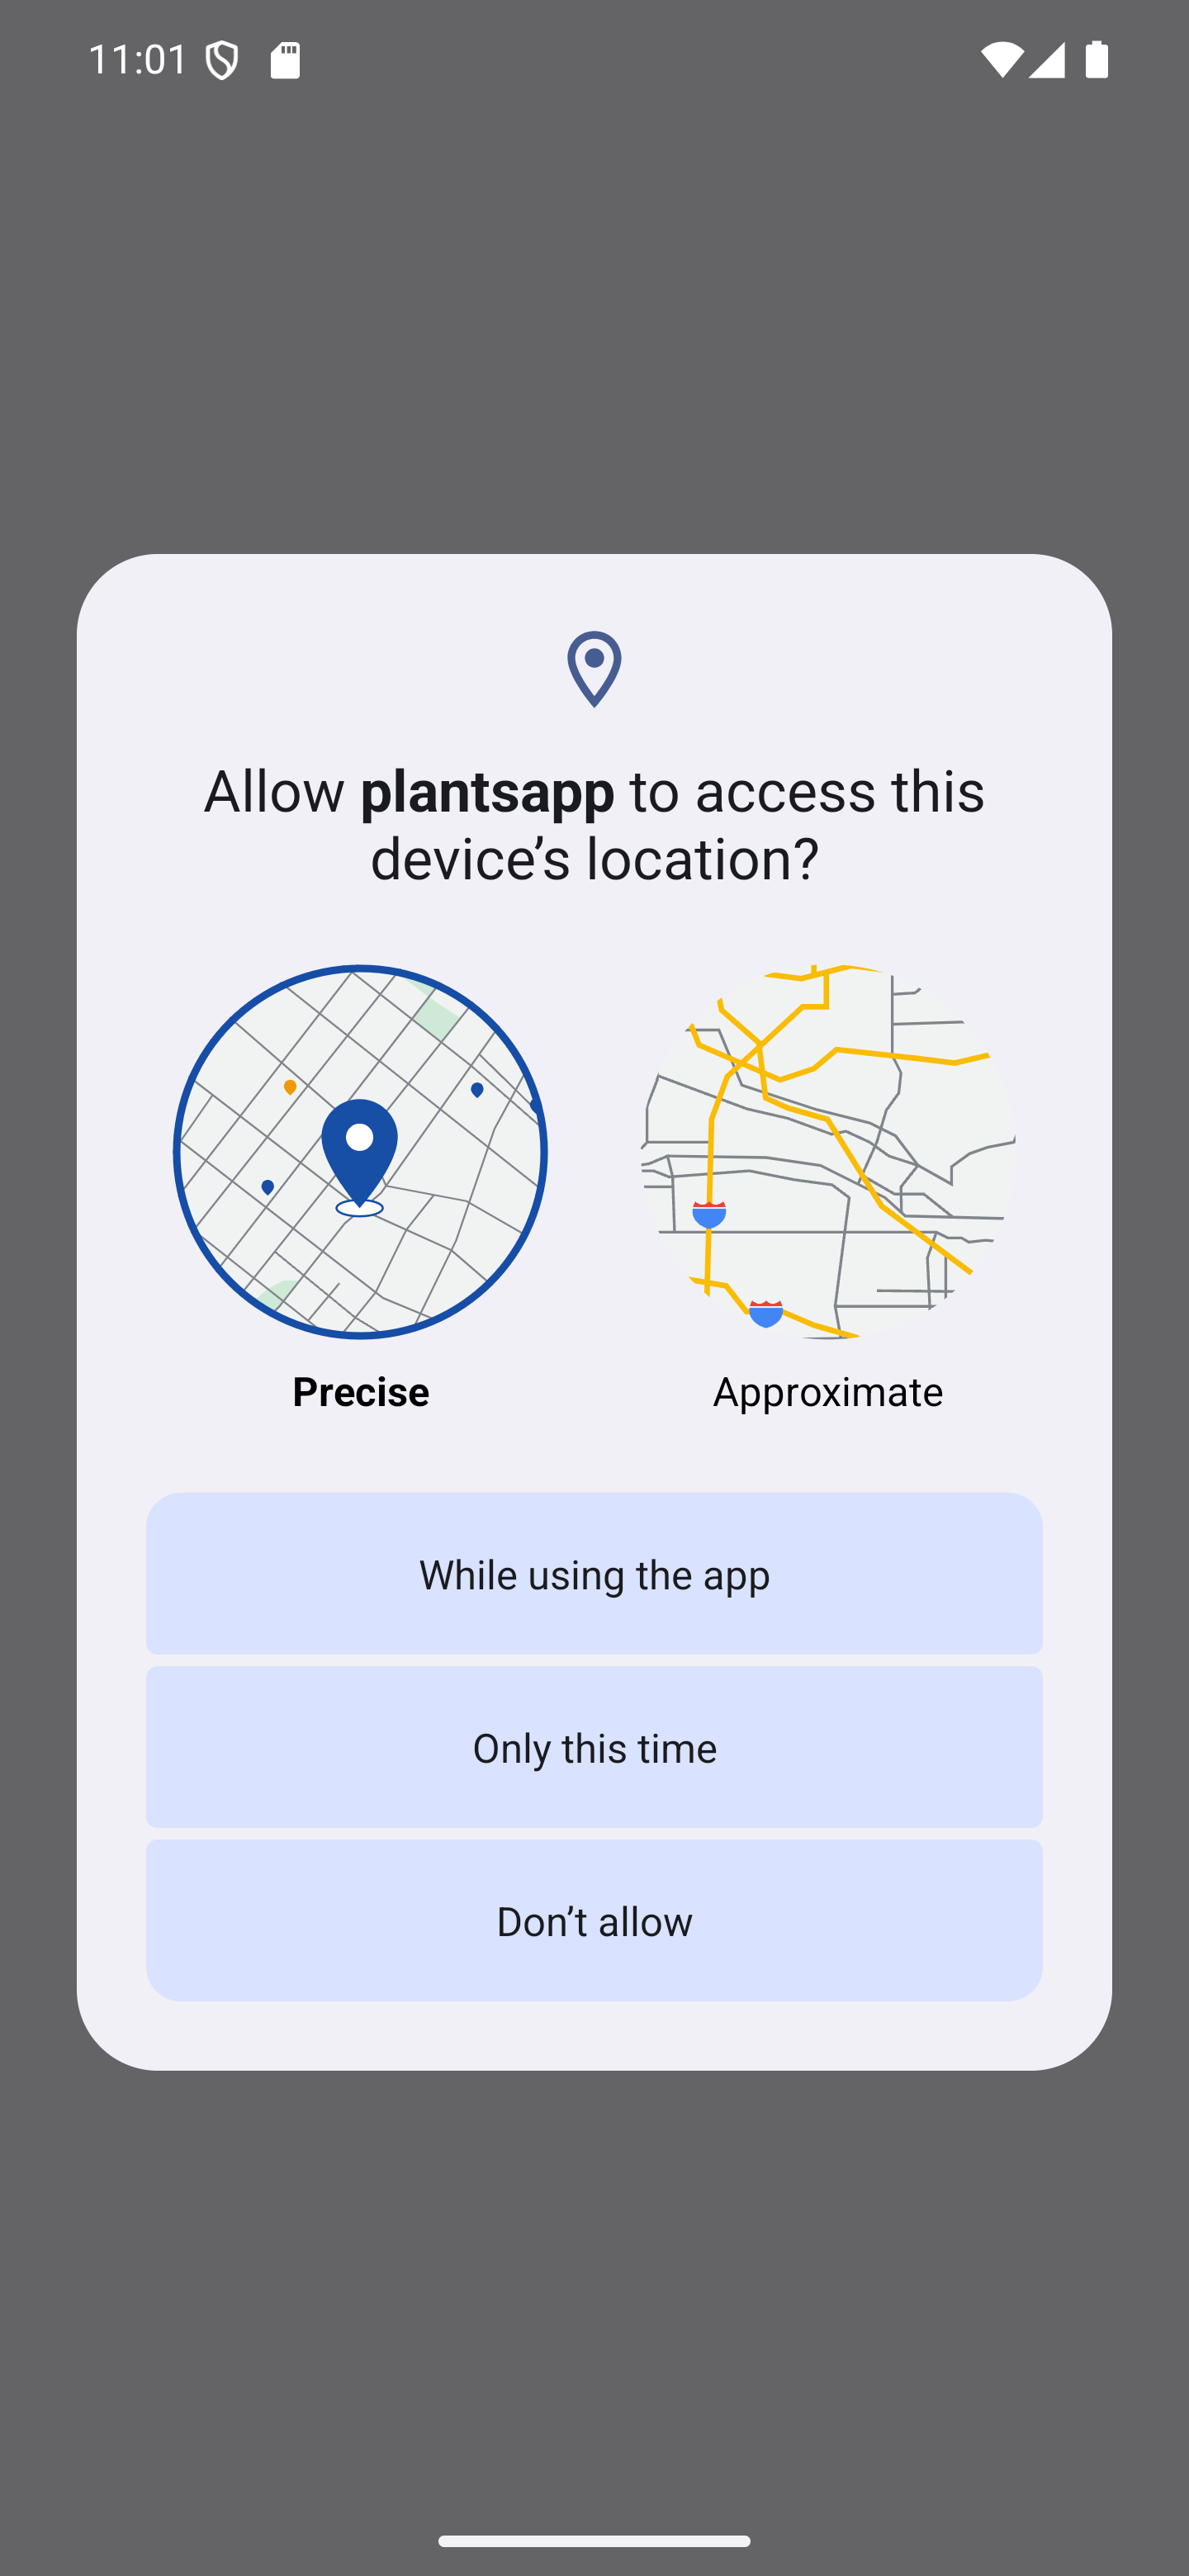 11:01
Allow plantsapp to access this
device’s location?
Precise
Approximate
While using the app
Only this time
Don’t allow